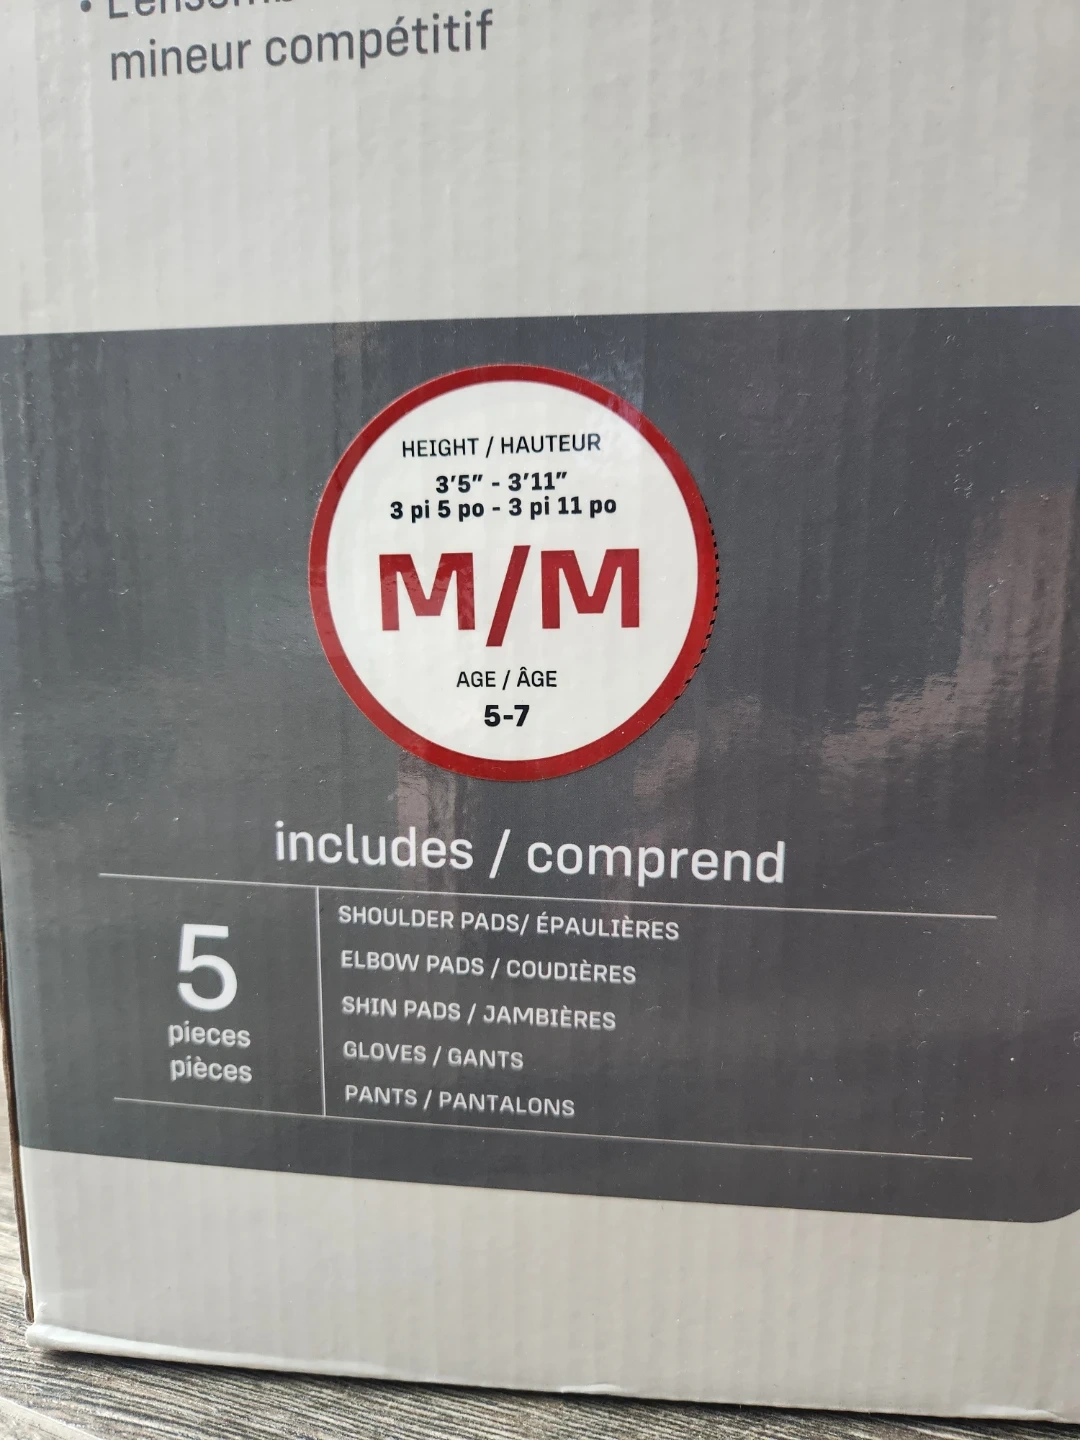 mineur compétitif
HEIGHT / HAUTEUR
3'5" - 3'11"
3 pi 5 po - 3 pi 11 po
M/M
AGE / ÂGE
5-7
includes / comprend
5
pieces
pièces
SHOULDER PADS/ ÉPAULIÈRES
ELBOW PADS / COUDIÈRES
SHIN PADS / JAMBIÈRES
GLOVES / GANTS
PANTS / PANTALONS